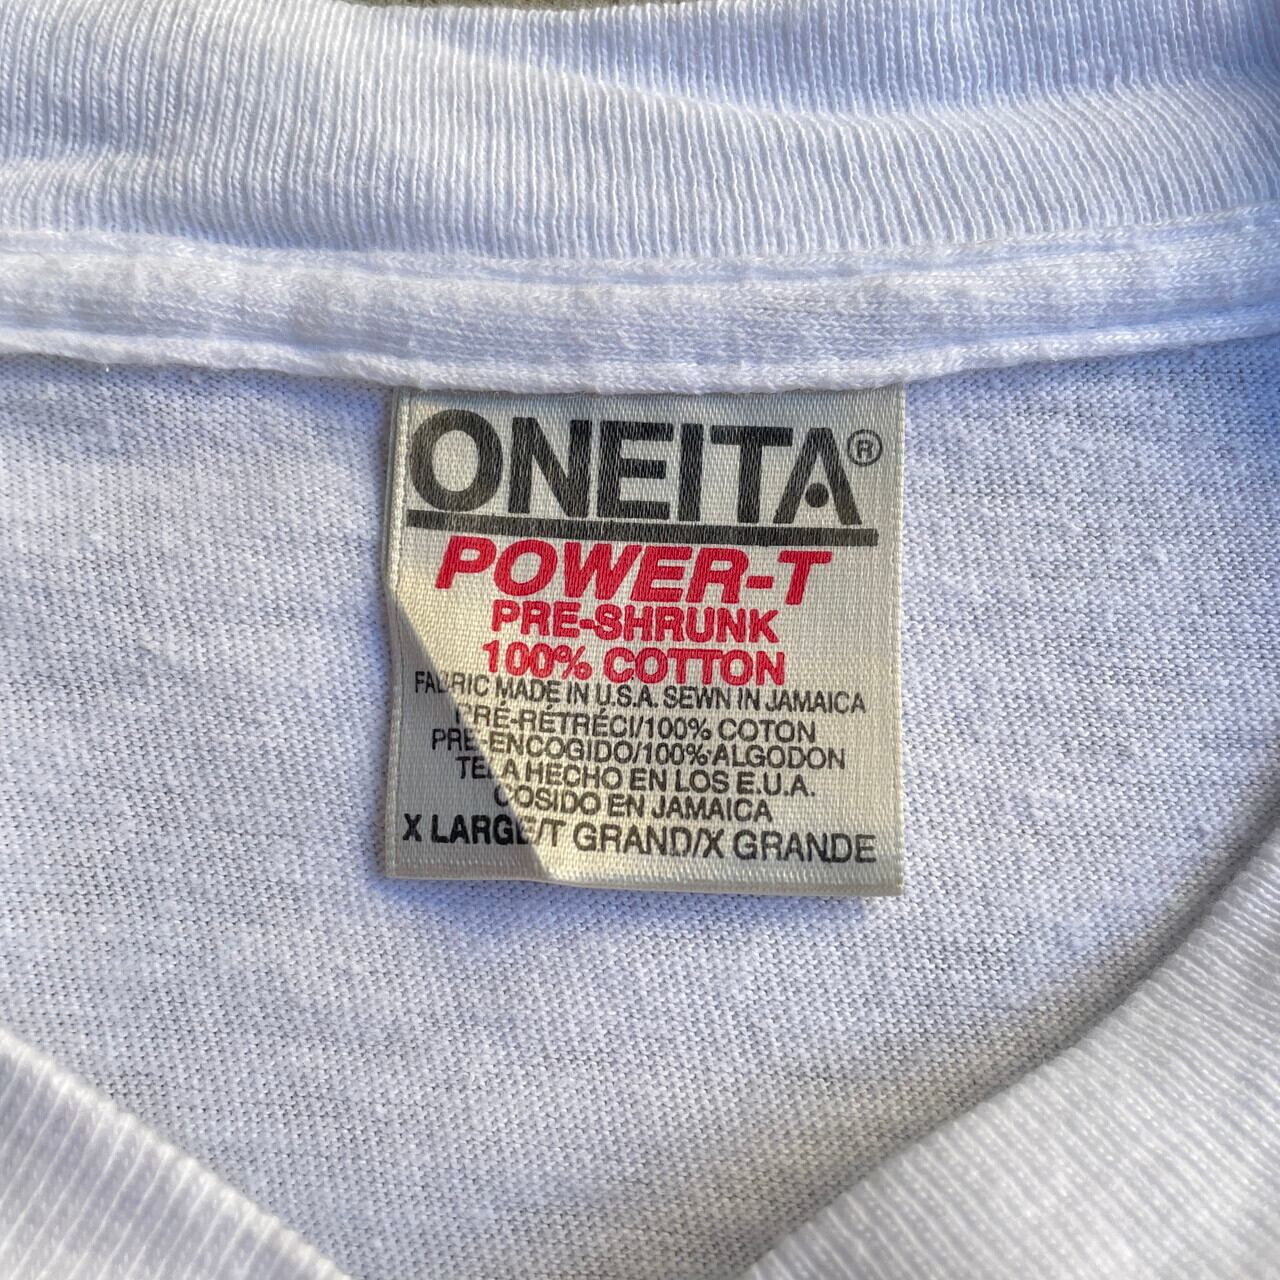 ONEITA®
POWER-T
PRE-SHRUNK
100% COTTON
FABRIC MADE IN U.S.A. SEWN IN JAMAICA
PRÉ-RÉTRÉCI/100% COTON
PRE-ENCOGIDO/100% ALGODON
TELA HECHO EN LOS E.U.A.
COSIDO EN JAMAICA
X LARGE/T GRAND/X GRANDE